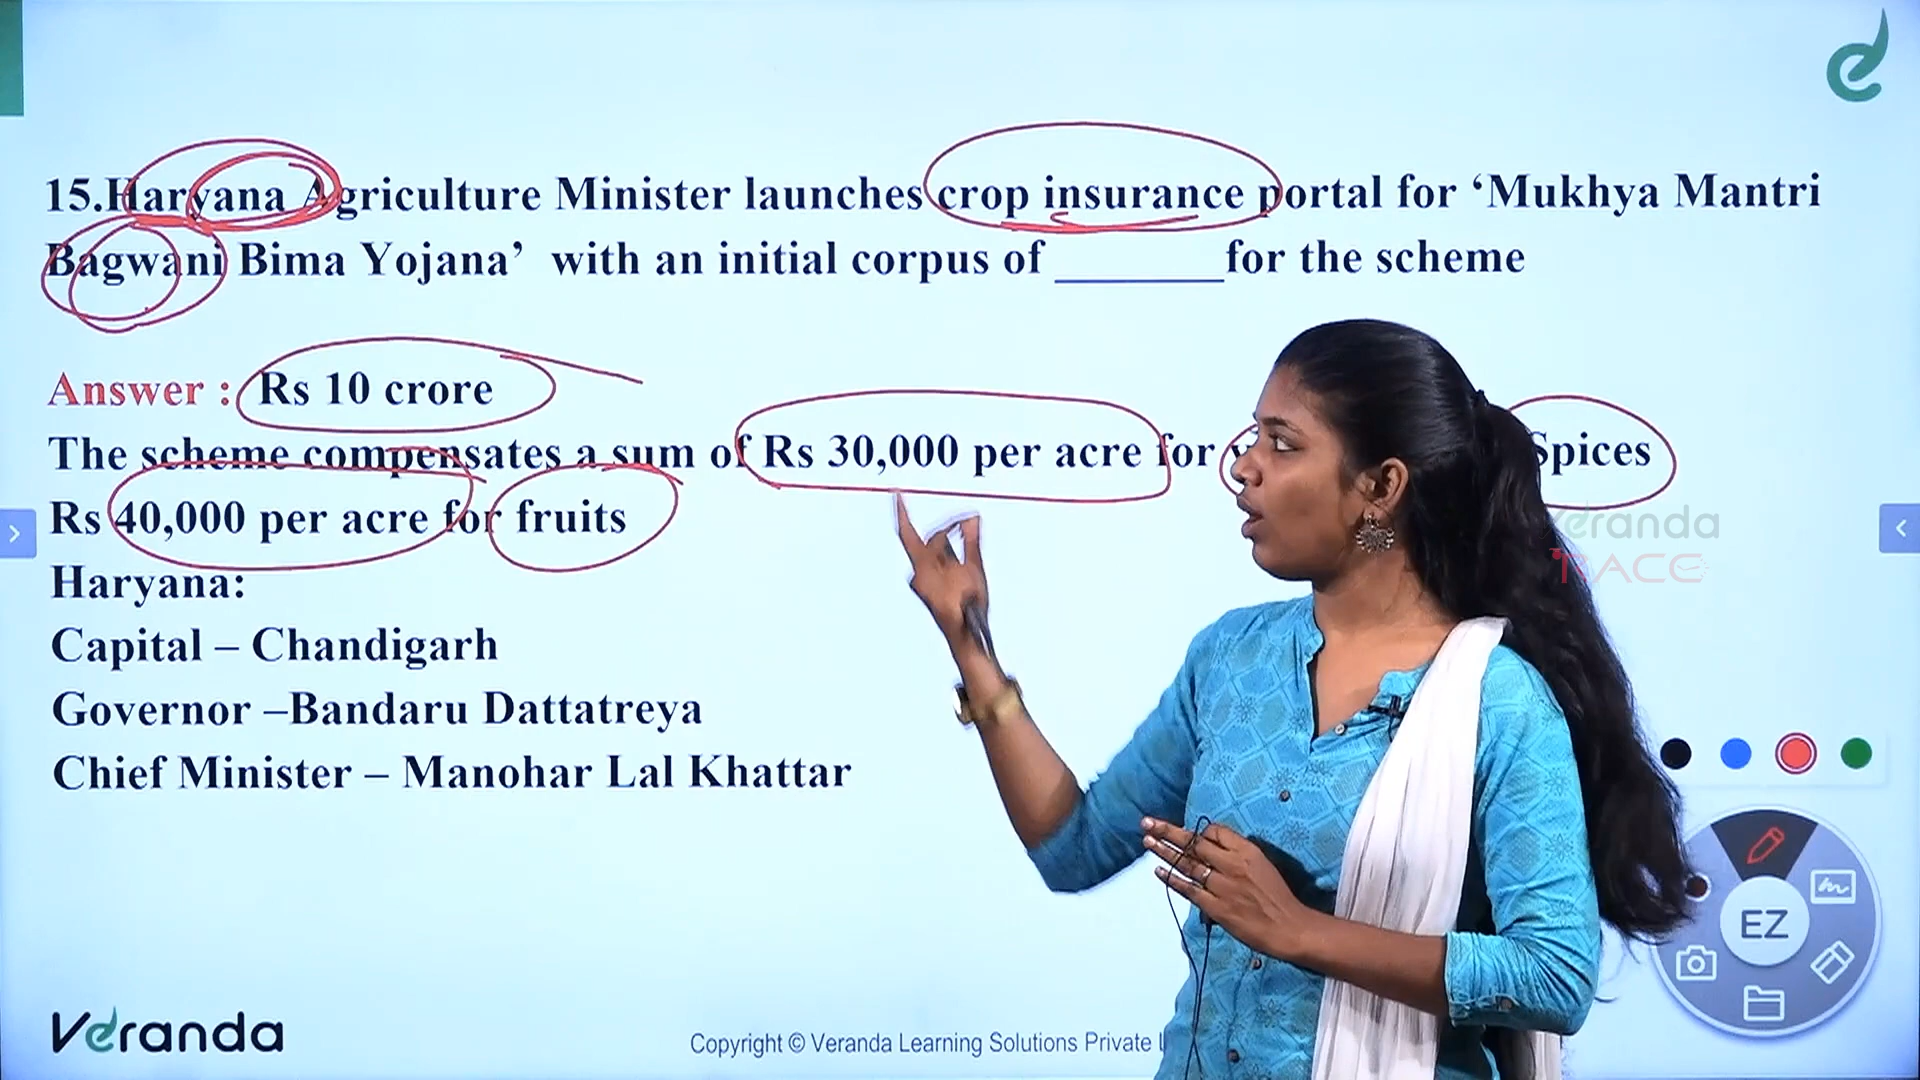 15.Haryana Agriculture Minister launches crop insurance portal for ‘Mukhya Mantri
Bagwani Bima Yojana’ with an initial corpus of _______for the scheme
Answer : Rs 10 crore
The scheme compensates a sum of Rs 30,000 per acre for Spices
Rs 40,000 per acre for fruits
Haryana:
Capital – Chandigarh
Governor –Bandaru Dattatreya
Chief Minister – Manohar Lal Khattar
Veranda
RACE
EZ
Veranda
Copyright © Veranda Learning Solutions Private